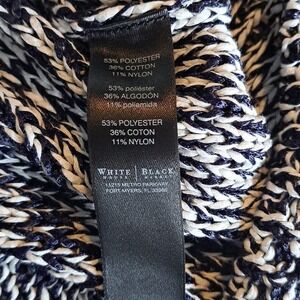 53% POLYESTER
36% COTTON
11% NYLON
53% poliéster
36% ALGODÓN
11% poliamida
53% POLYESTER
36% COTON
11% NYLON
WHITE | BLACK
HOUSE MARKET
11215 METRO PARKWAY
FORT MYERS, FL 33966